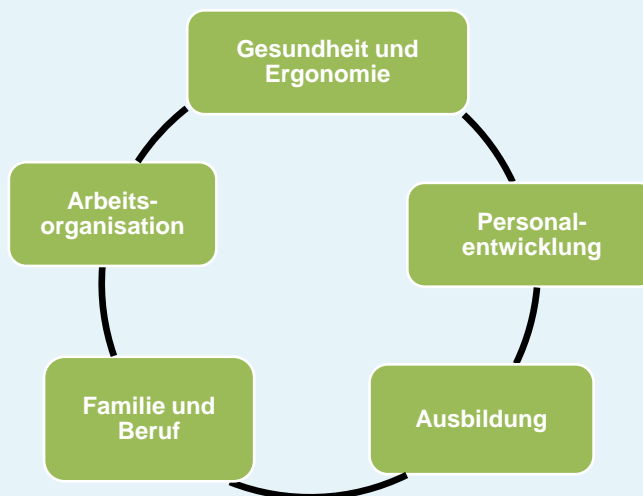 Gesundheit und
Ergonomie
Arbeits-
organisation
Personal-
entwicklung
Familie und
Beruf
Ausbildung